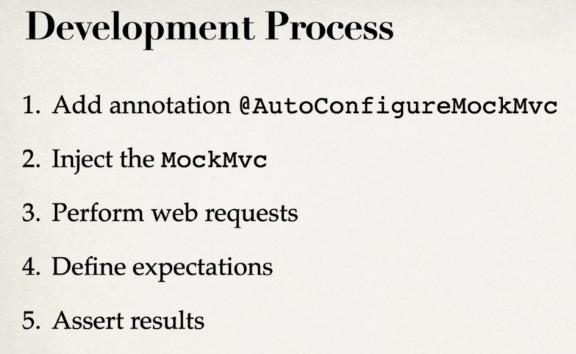 Development Process
1. Add annotation @AutoConfigureMockMvc
2. Inject the MockMvc
3. Perform web requests
4. Define expectations
5. Assert results